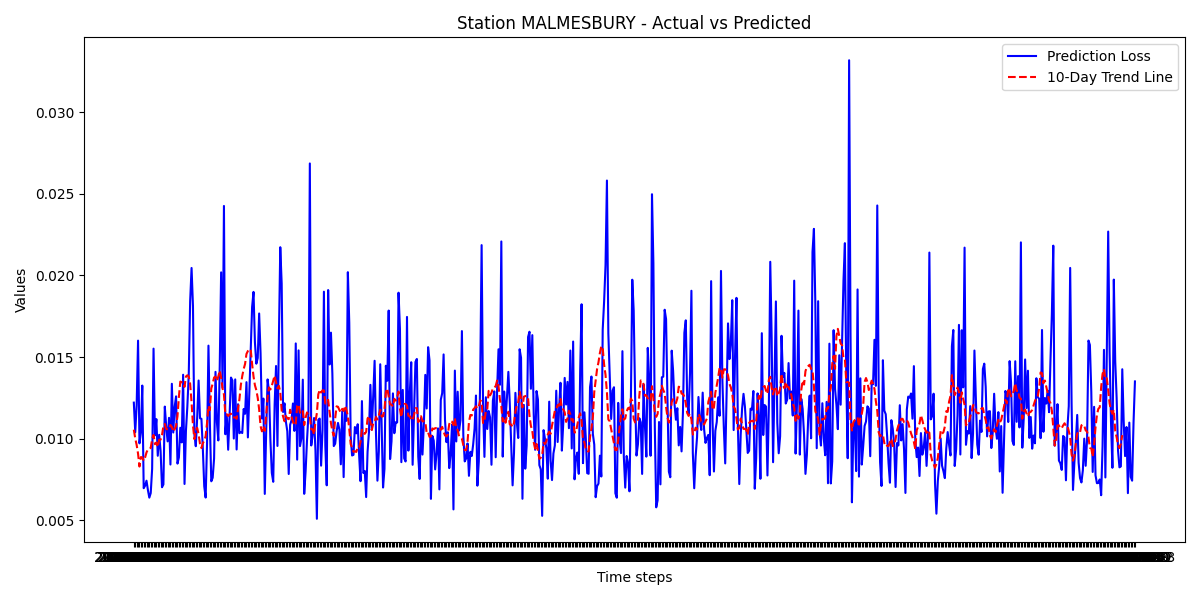 Station MALMESBURY - Actual vs Predicted
Prediction Loss
10-Day Trend Line
0.030
0.025
0.020
0.015
0.010
0.005
Values
Time steps